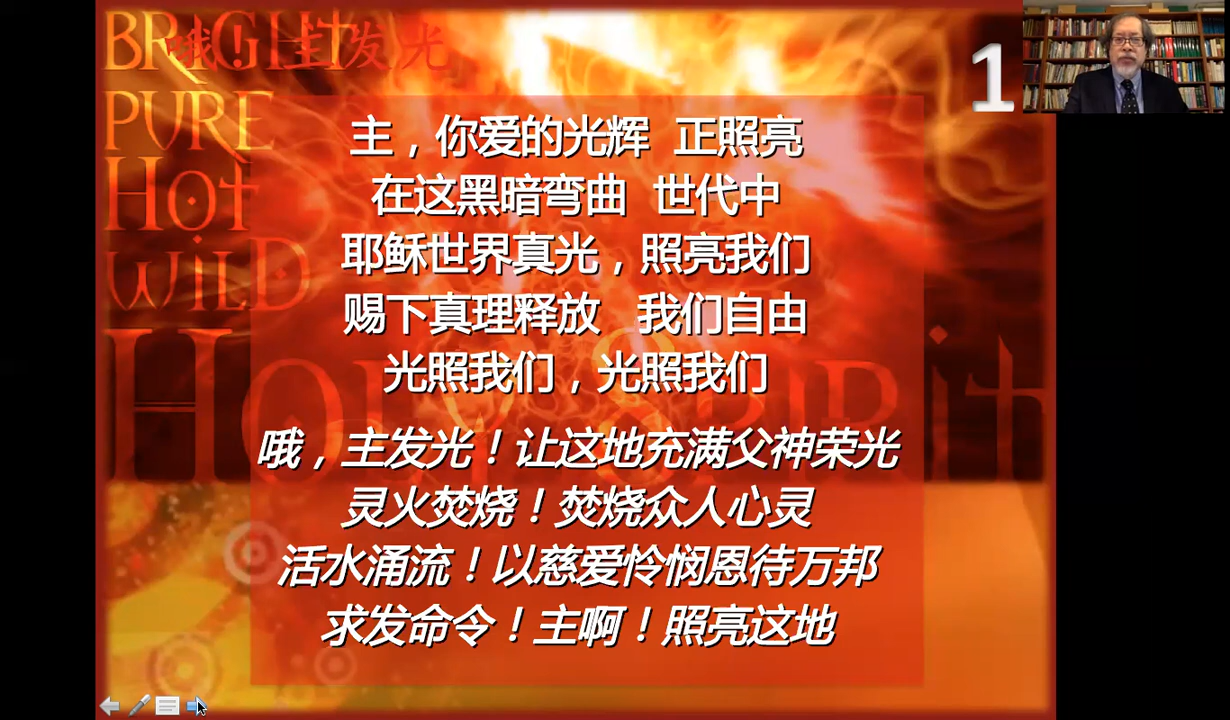 哦！主发光
1
BRIGHT
PURE
HOT
WILD
HOLY SPIRIT
主，你爱的光辉 正照亮
在这黑暗弯曲 世代中
耶稣世界真光，照亮我们
赐下真理释放 我们自由
光照我们，光照我们
哦，主发光！让这地充满父神荣光
灵火焚烧！焚烧众人心灵
活水涌流！以慈爱怜悯恩待万邦
求发命令！主啊！照亮这地